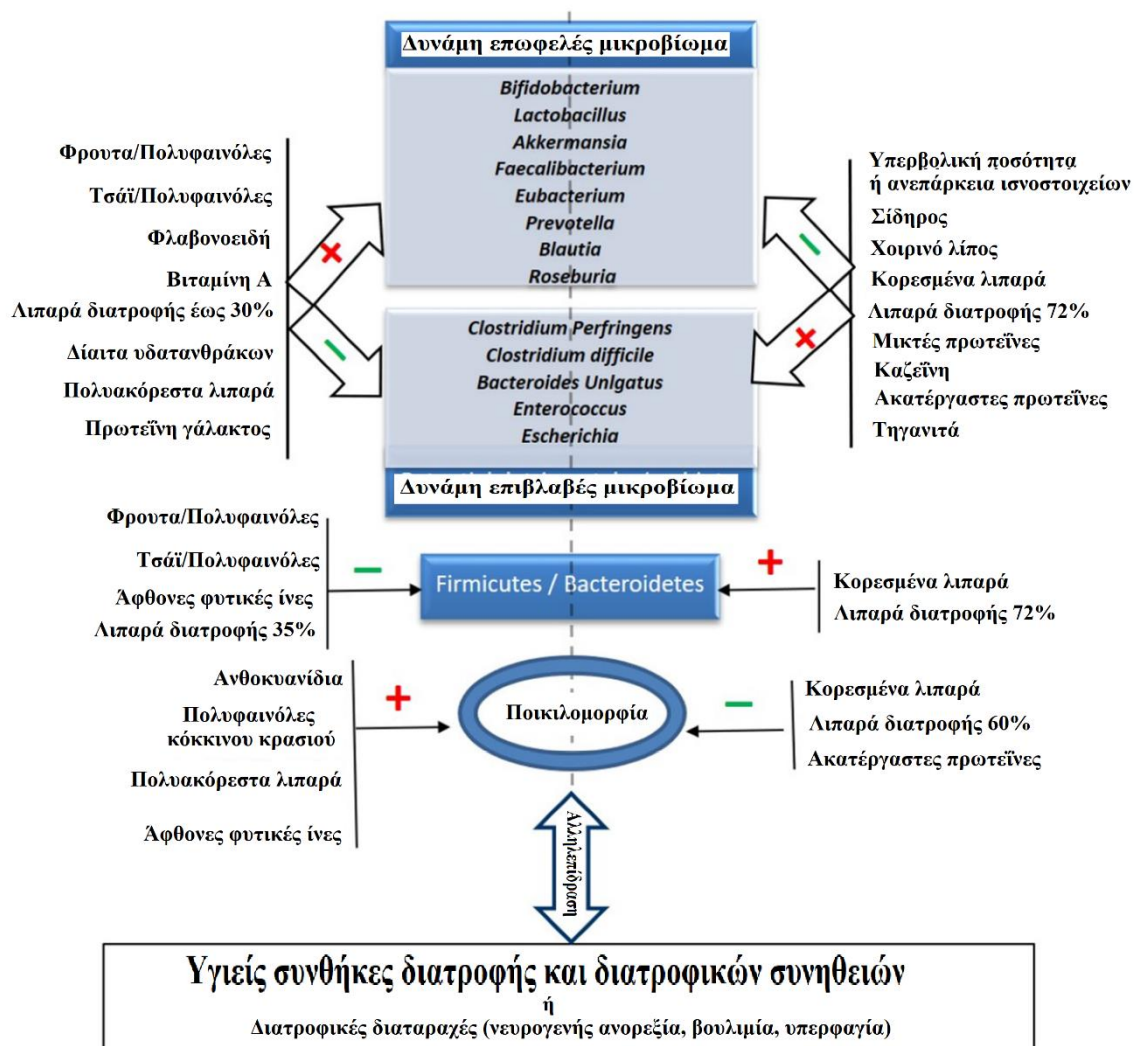 Δυνάμη επωφελές μικροβίωμα
Bifidobacterium
Lactobacillus
Akkermansia
Faecalibacterium
Eubacterium
Prevotella
Blautia
Roseburia
Φρουτα/Πολυφαινόλες
Τσάϊ/Πολυφαινόλες
Φλαβονοειδή
Βιταμίνη Α
Λιπαρά διατροφής έως 30%
Δίαιτα υδατανθράκων
Πολυακόρεστα λιπαρά
Πρωτεΐνη γάλακτος
Υπερβολική ποσότητα
ή ανεπάρκεια ισνοστοιχείων
Σίδηρος
Χοιρινό λίπος
Κορεσμένα λιπαρά
Λιπαρά διατροφής 72%
Μικτές πρωτεΐνες
Καζεΐνη
Ακατέργαστες πρωτεΐνες
Τηγανιτά
Clostridium Perfringens
Clostridium difficile
Bacteroides Unlgatus
Enterococcus
Escherichia
Δυνάμη επιβλαβές μικροβίωμα
Φρουτα/Πολυφαινόλες
Τσάϊ/Πολυφαινόλες
Άφθονες φυτικές ίνες
Λιπαρά διατροφής 35%
Firmicutes / Bacteroidetes
Κορεσμένα λιπαρά
Λιπαρά διατροφής 72%
Ανθοκυανίδια
Πολυφαινόλες
κόκκινου κρασιού
Πολυακόρεστα λιπαρά
Άφθονες φυτικές ίνες
Ποικιλομορφία
Κορεσμένα λιπαρά
Λιπαρά διατροφής 60%
Ακατέργαστες πρωτεΐνες
Αλληλεπίδραση
Υγιείς συνθήκες διατροφής και διατροφικών συνηθειών
ή
Διατροφικές διαταραχές (νευρογενής ανορεξία, βουλιμία, υπερφαγία)